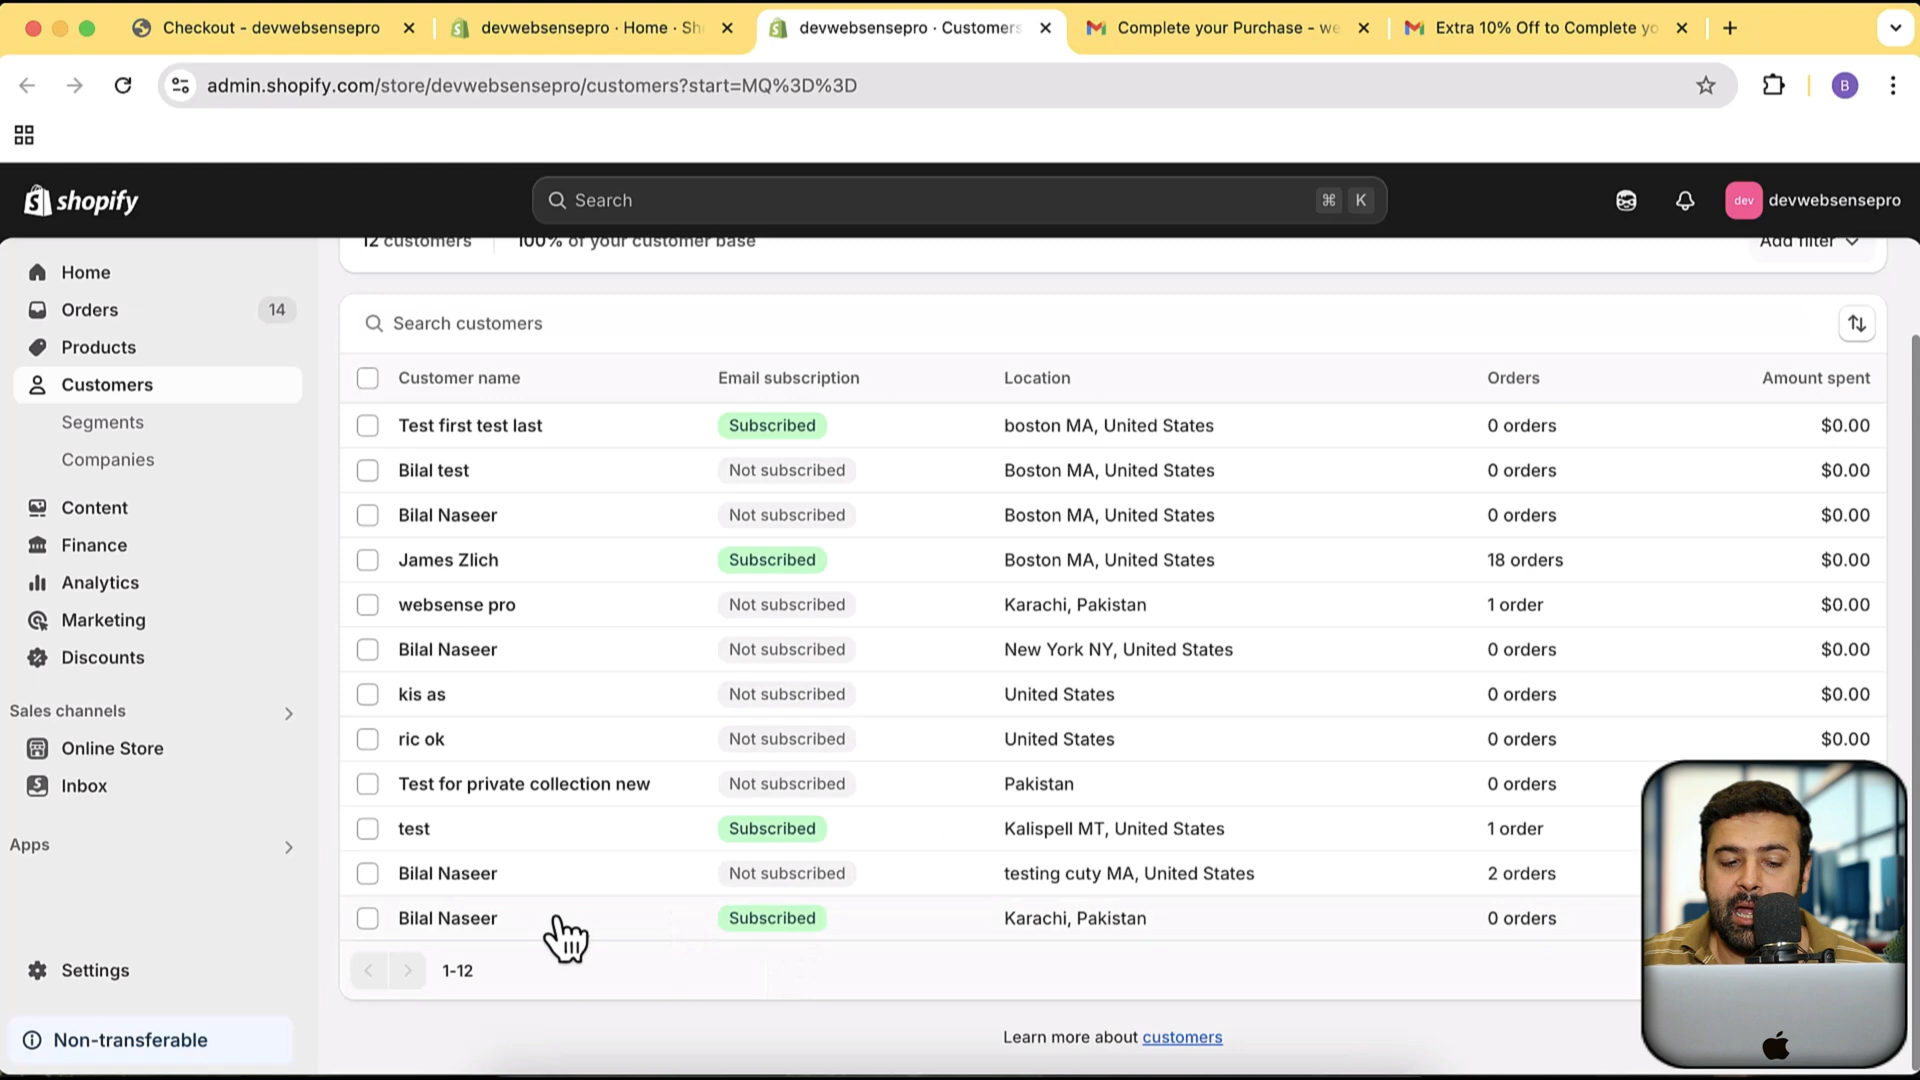 Checkout - devwebsensepro
devwebsensepro · Home · Sh
devwebsensepro · Customers
Complete your Purchase - we
Extra 10% Off to Complete yo
admin.shopify.com/store/devwebsensepro/customers?start=MQ%3D%3D
B
shopify
Search
⌘ K
dev
devwebsensepro
12 customers
100% of your customer base
Add filter
Home
Orders
14
Products
Customers
Segments
Companies
Content
Finance
Analytics
Marketing
Discounts
Sales channels
Online Store
Inbox
Apps
Settings
Non-transferable
Search customers
Customer name Email subscription Location Orders Amount spent
Test first test last Subscribed boston MA, United States 0 orders $0.00
Bilal test Not subscribed Boston MA, United States 0 orders $0.00
Bilal Naseer Not subscribed Boston MA, United States 0 orders $0.00
James Zlich Subscribed Boston MA, United States 18 orders $0.00
websense pro Not subscribed Karachi, Pakistan 1 order $0.00
Bilal Naseer Not subscribed New York NY, United States 0 orders $0.00
kis as Not subscribed United States 0 orders $0.00
ric ok Not subscribed United States 0 orders $0.00
Test for private collection new Not subscribed Pakistan 0 orders
test Subscribed Kalispell MT, United States 1 order
Bilal Naseer Not subscribed testing cuty MA, United States 2 orders
Bilal Naseer Subscribed Karachi, Pakistan 0 orders
1-12
Learn more about customers